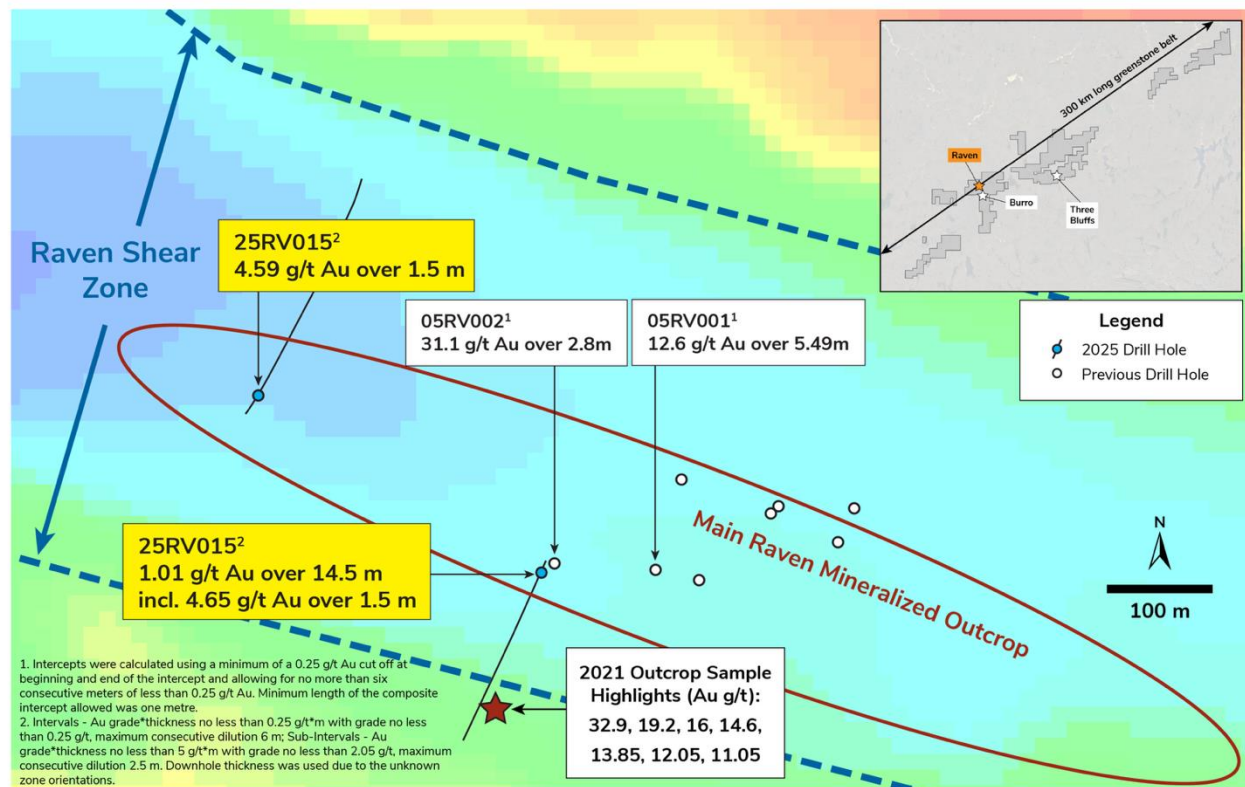 300 km long greenstone belt
Raven
Burro
Three
Bluffs
Raven Shear
Zone
25RV015²
4.59 g/t Au over 1.5 m
05RV002¹
31.1 g/t Au over 2.8m
05RV001¹
12.6 g/t Au over 5.49m
Legend
2025 Drill Hole
Previous Drill Hole
Main Raven Mineralized Outcrop
N
100 m
25RV015²
1.01 g/t Au over 14.5 m
incl. 4.65 g/t Au over 1.5 m
2021 Outcrop Sample
Highlights (Au g/t):
32.9, 19.2, 16, 14.6,
13.85, 12.05, 11.05
1. Intercepts were calculated using a minimum of a 0.25 g/t Au cut off at
beginning and end of the intercept and allowing for no more than six
consecutive meters of less than 0.25 g/t Au. Minimum length of the composite
intercept allowed was one metre.
2. Intervals - Au grade*thickness no less than 0.25 g/t*m with grade no less
than 0.25 g/t, maximum consecutive dilution 6 m; Sub-Intervals - Au
grade*thickness no less than 5 g/t*m with grade no less than 2.05 g/t, maximum
consecutive dilution 2.5 m. Downhole thickness was used due to the unknown
zone orientations.